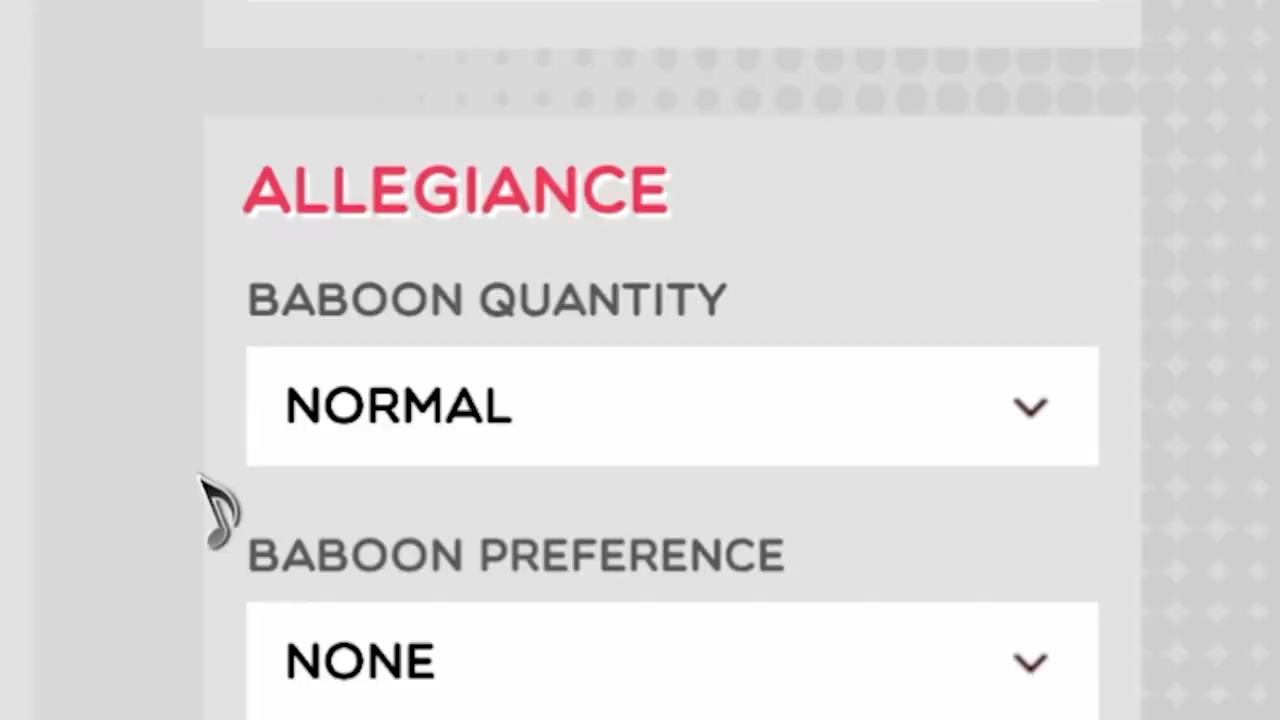 ALLEGIANCE
BABOON QUANTITY
NORMAL
BABOON PREFERENCE
NONE